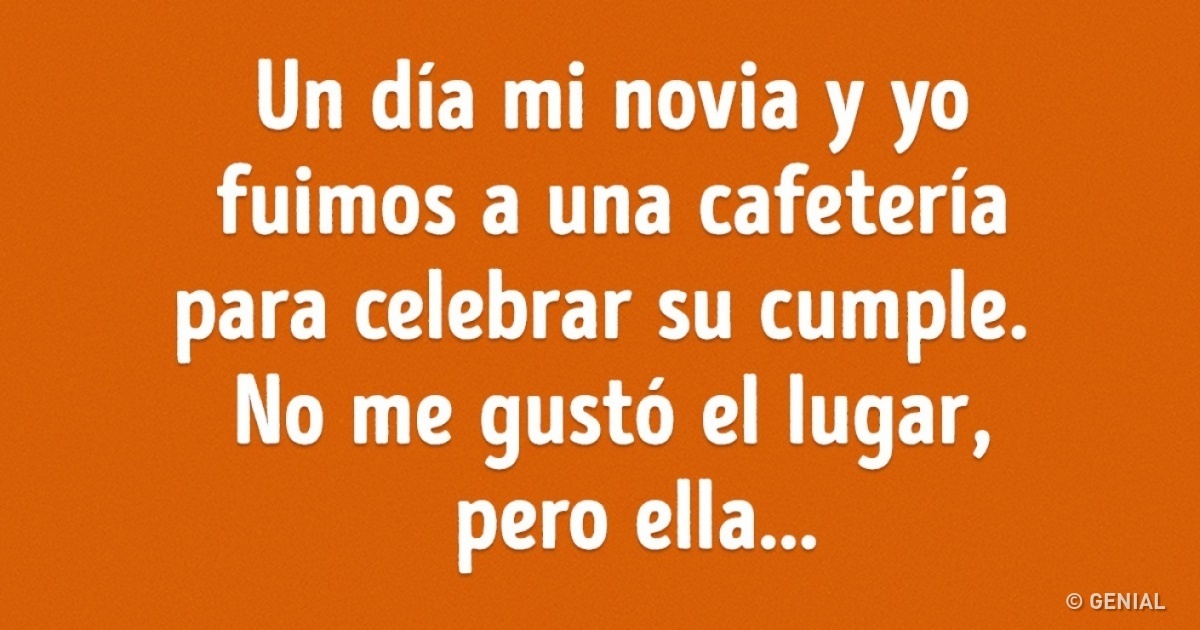 Un día mi novia y yo
fuimos a una cafetería
para celebrar su cumple.
No me gustó el lugar,
pero ella...
© GENIAL